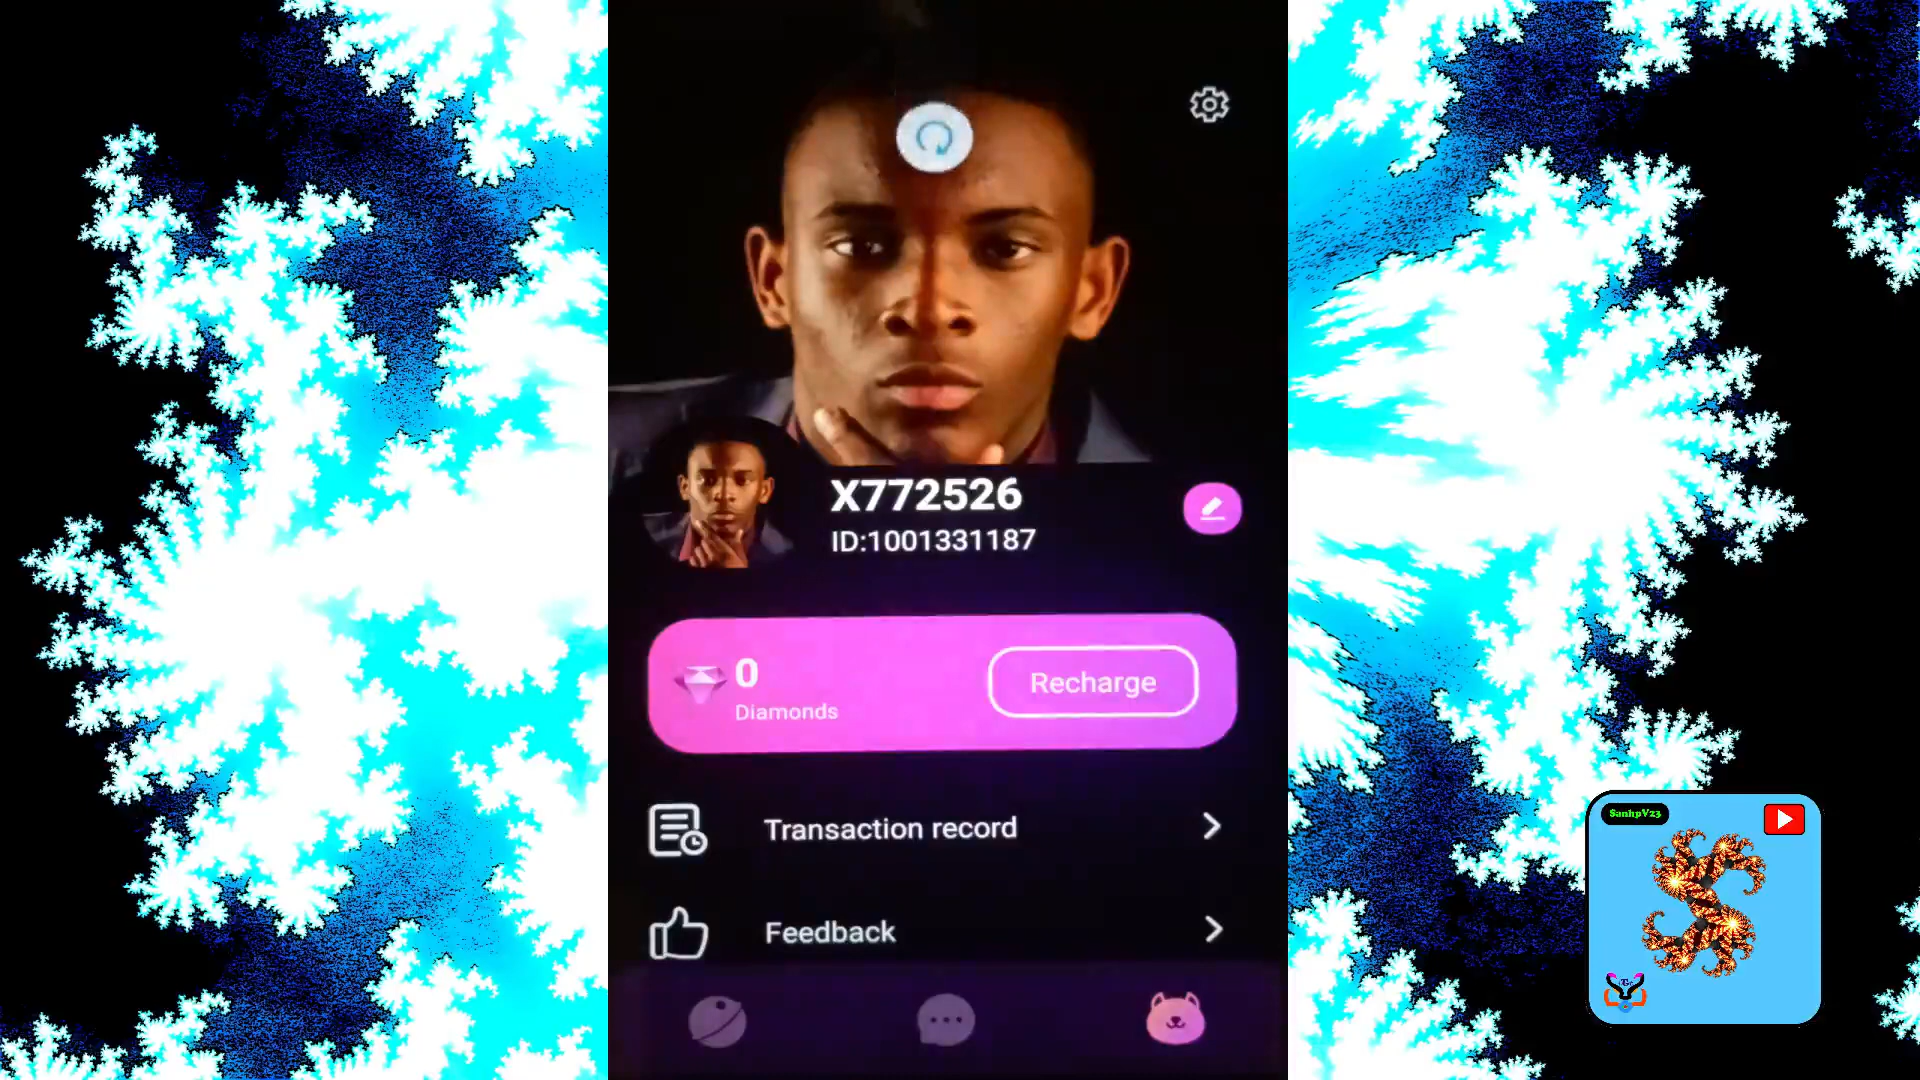 X772526
ID:1001331187
0
Diamonds
Recharge
Transaction record
Feedback
SanhpV23